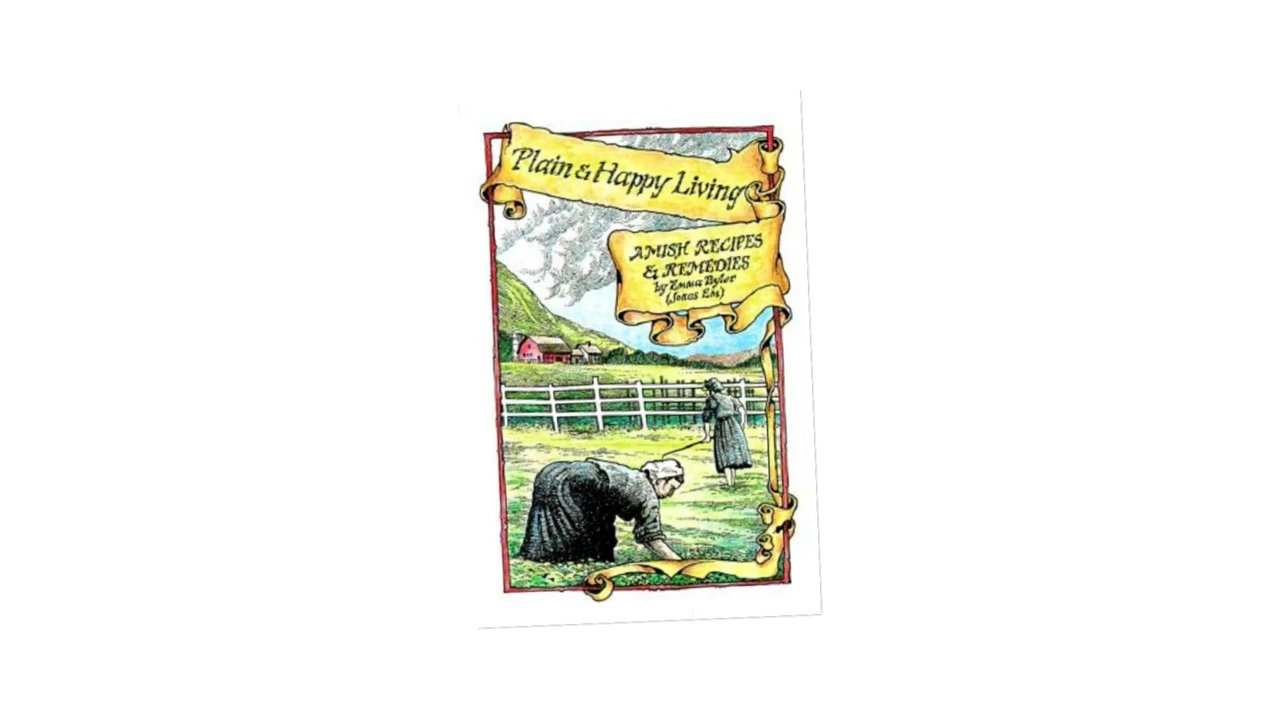 Plain & Happy Living
AMISH RECIPES
& REMEDIES
by Emma Byler
(Jonas Em)